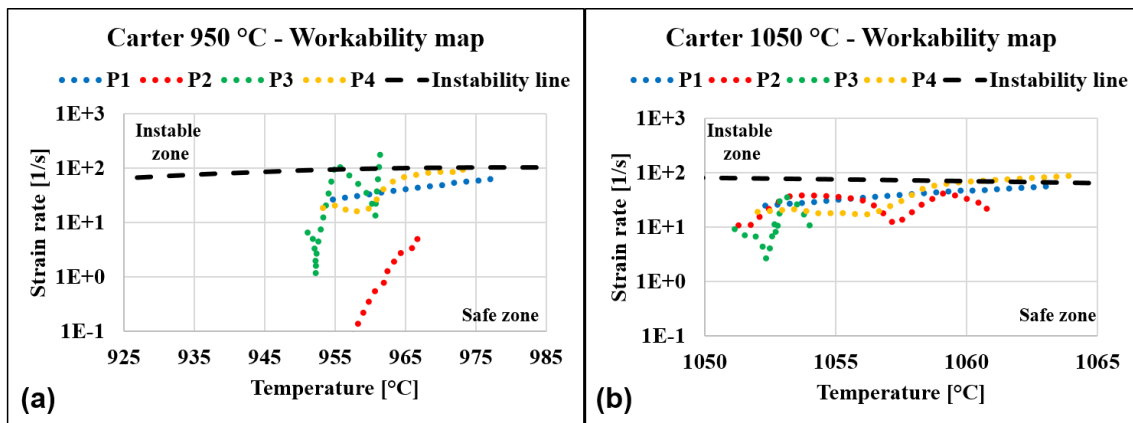 Carter 950 °C - Workability map
P1 P2 P3 P4 Instability line
1E+3
1E+2
1E+1
1E+0
1E-1
Strain rate [1/s]
Instable
zone
Safe zone
925 935 945 955 965 975 985
Temperature [°C]
(a)
Carter 1050 °C - Workability map
P1 P2 P3 P4 Instability line
1E+3
1E+2
1E+1
1E+0
1E-1
Strain rate [1/s]
Instable
zone
Safe zone
1050 1055 1060 1065
Temperature [°C]
(b)